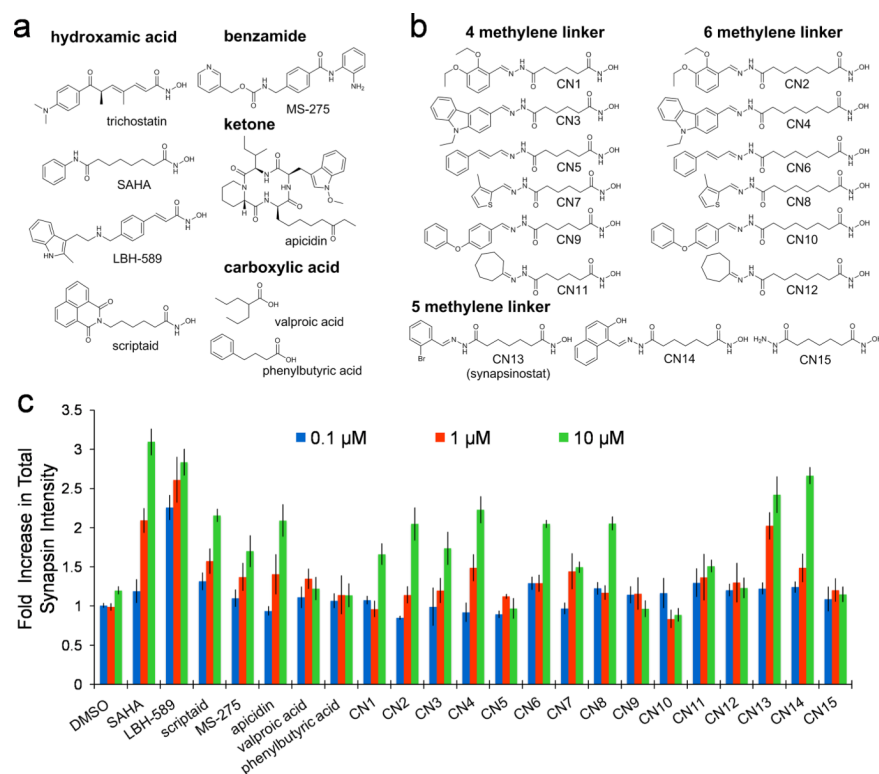 a
hydroxamic acid
trichostatin
SAHA
LBH-589
scriptaid
benzamide
MS-275
ketone
apicidin
carboxylic acid
valproic acid
phenylbutyric acid
b
4 methylene linker
6 methylene linker
CN1
CN2
CN3
CN4
CN5
CN6
CN7
CN8
CN9
CN10
CN11
CN12
5 methylene linker
CN13
(synapsinostat)
CN14
CN15
c
0.1 µM
1 µM
10 µM
Fold Increase in Total
Synapsin Intensity
3.5
3
2.5
2
1.5
1
0.5
0
DMSO
SAHA
LBH-589
scriptaid
MS-275
apicidin
valproic acid
phenylbutyric acid
CN1
CN2
CN3
CN4
CN5
CN6
CN7
CN8
CN9
CN10
CN11
CN12
CN13
CN14
CN15